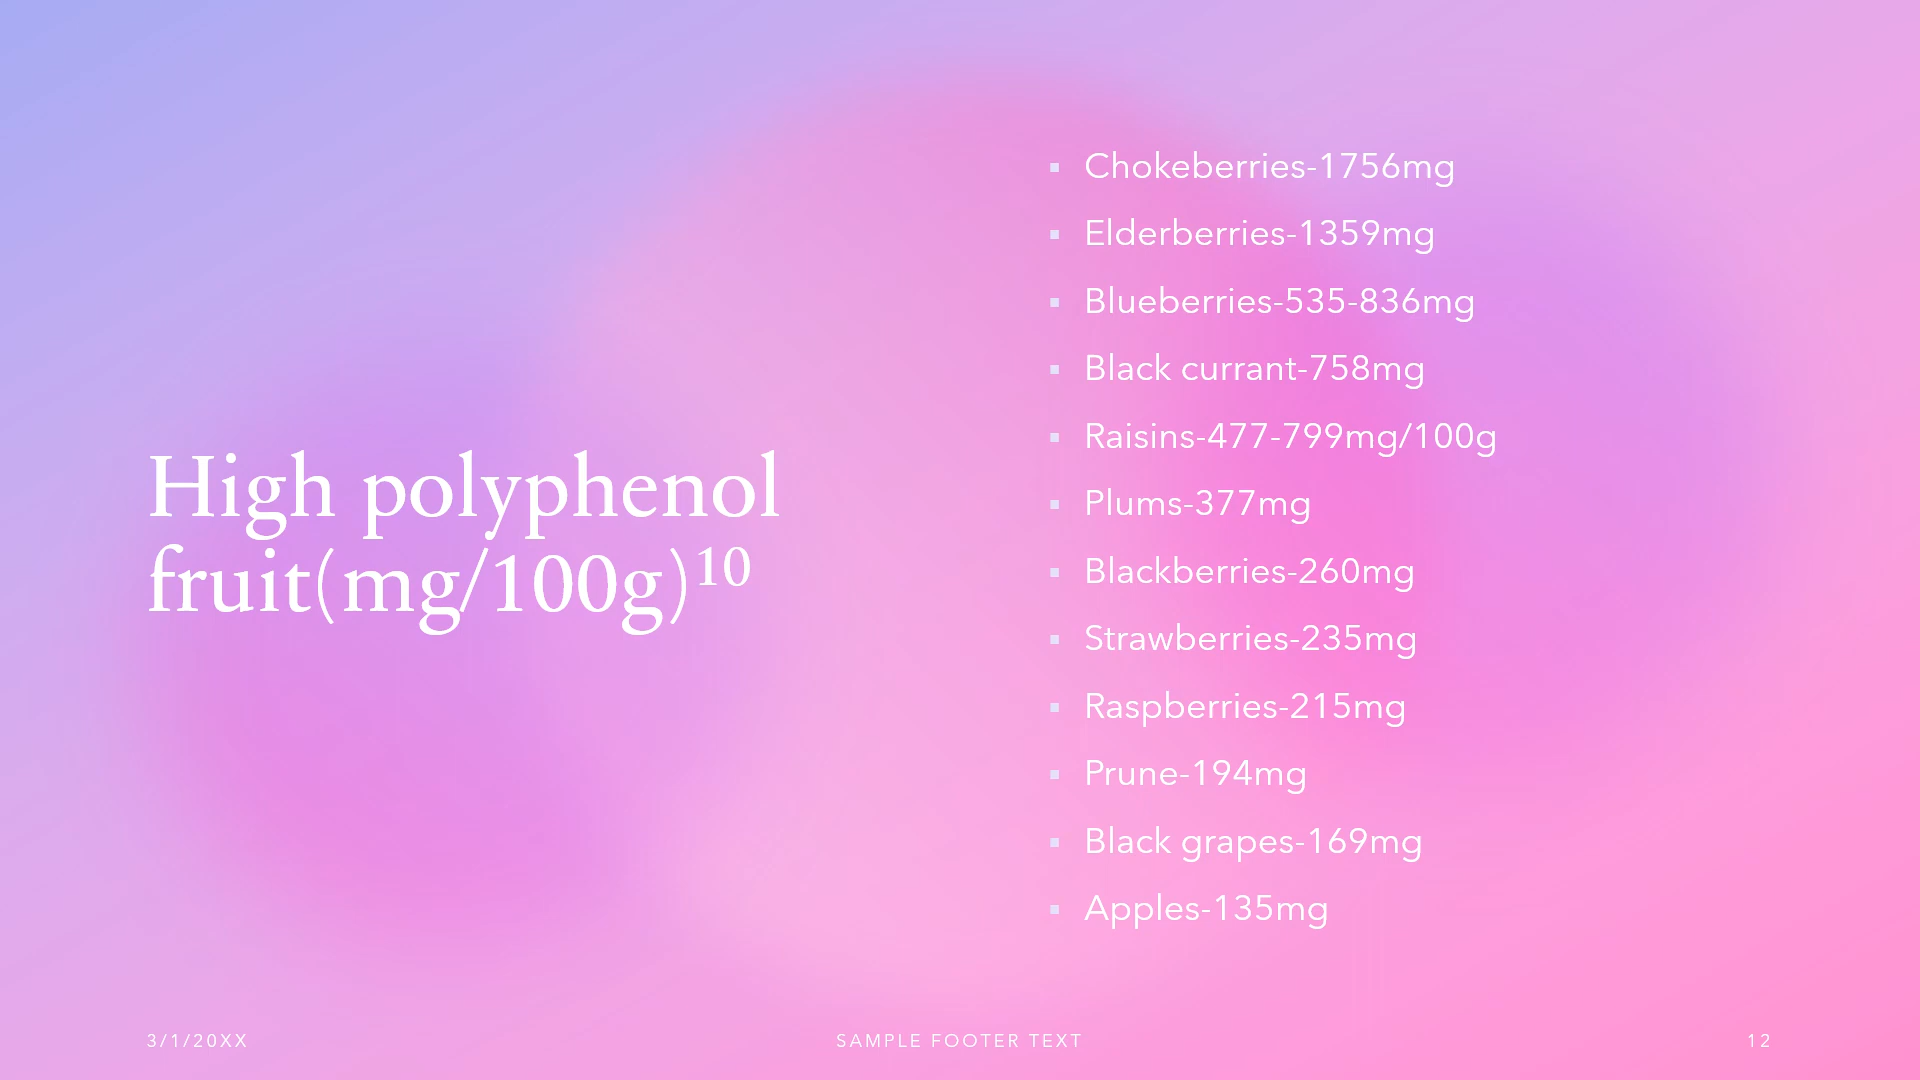 High polyphenol
fruit(mg/100g)¹⁰
▪ Chokeberries-1756mg
▪ Elderberries-1359mg
▪ Blueberries-535-836mg
▪ Black currant-758mg
▪ Raisins-477-799mg/100g
▪ Plums-377mg
▪ Blackberries-260mg
▪ Strawberries-235mg
▪ Raspberries-215mg
▪ Prune-194mg
▪ Black grapes-169mg
▪ Apples-135mg
3/1/20XX
SAMPLE FOOTER TEXT
12